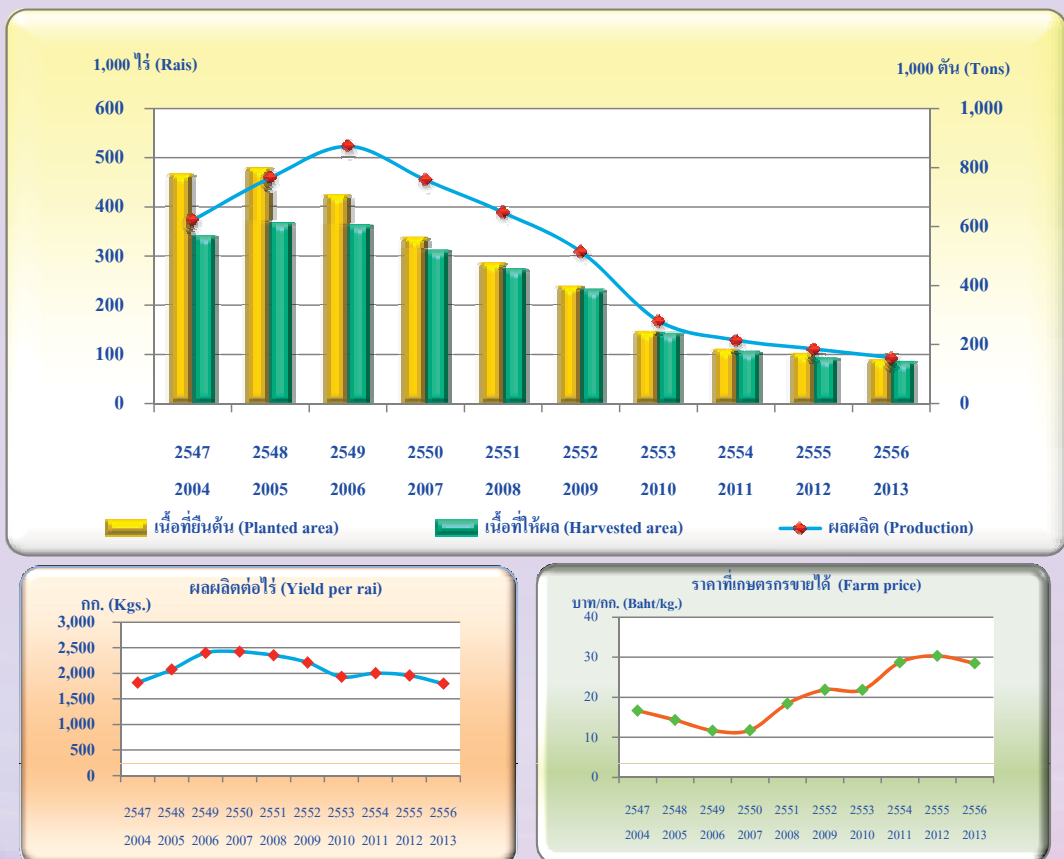 1,000 ไร่ (Rais)
1,000 ตัน (Tons)
600
500
400
300
200
100
0
1,000
800
600
400
200
0
2547 2548 2549 2550 2551 2552 2553 2554 2555 2556
2004 2005 2006 2007 2008 2009 2010 2011 2012 2013
เนื้อที่ยืนต้น (Planted area) เนื้อที่ให้ผล (Harvested area) ผลผลิต (Production)
ผลผลิตต่อไร่ (Yield per rai)
กก. (Kgs.)
3,000
2,500
2,000
1,500
1,000
500
0
2547 2548 2549 2550 2551 2552 2553 2554 2555 2556
2004 2005 2006 2007 2008 2009 2010 2011 2012 2013
ราคาที่เกษตรกรขายได้ (Farm price)
บาท/กก. (Baht/kg.)
40
30
20
10
0
2547 2548 2549 2550 2551 2552 2553 2554 2555 2556
2004 2005 2006 2007 2008 2009 2010 2011 2012 2013